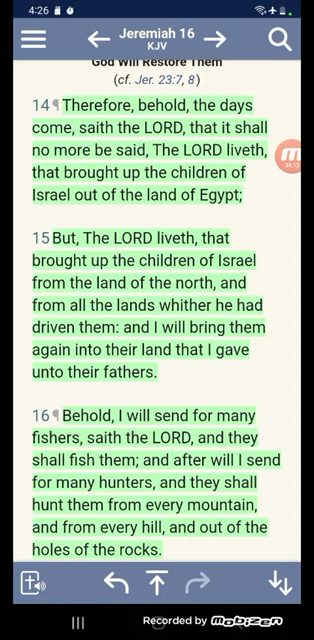 4:26
Jeremiah 16
KJV
God Will Restore Them
(cf. Jer. 23:7, 8)
14¶ Therefore, behold, the days
come, saith the LORD, that it shall
no more be said, The LORD liveth,
that brought up the children of
Israel out of the land of Egypt;
15 But, The LORD liveth, that
brought up the children of Israel
from the land of the north, and
from all the lands whither he had
driven them: and I will bring them
again into their land that I gave
unto their fathers.
16¶ Behold, I will send for many
fishers, saith the LORD, and they
shall fish them; and after will I send
for many hunters, and they shall
hunt them from every mountain,
and from every hill, and out of the
holes of the rocks.
Recorded by Mobizen